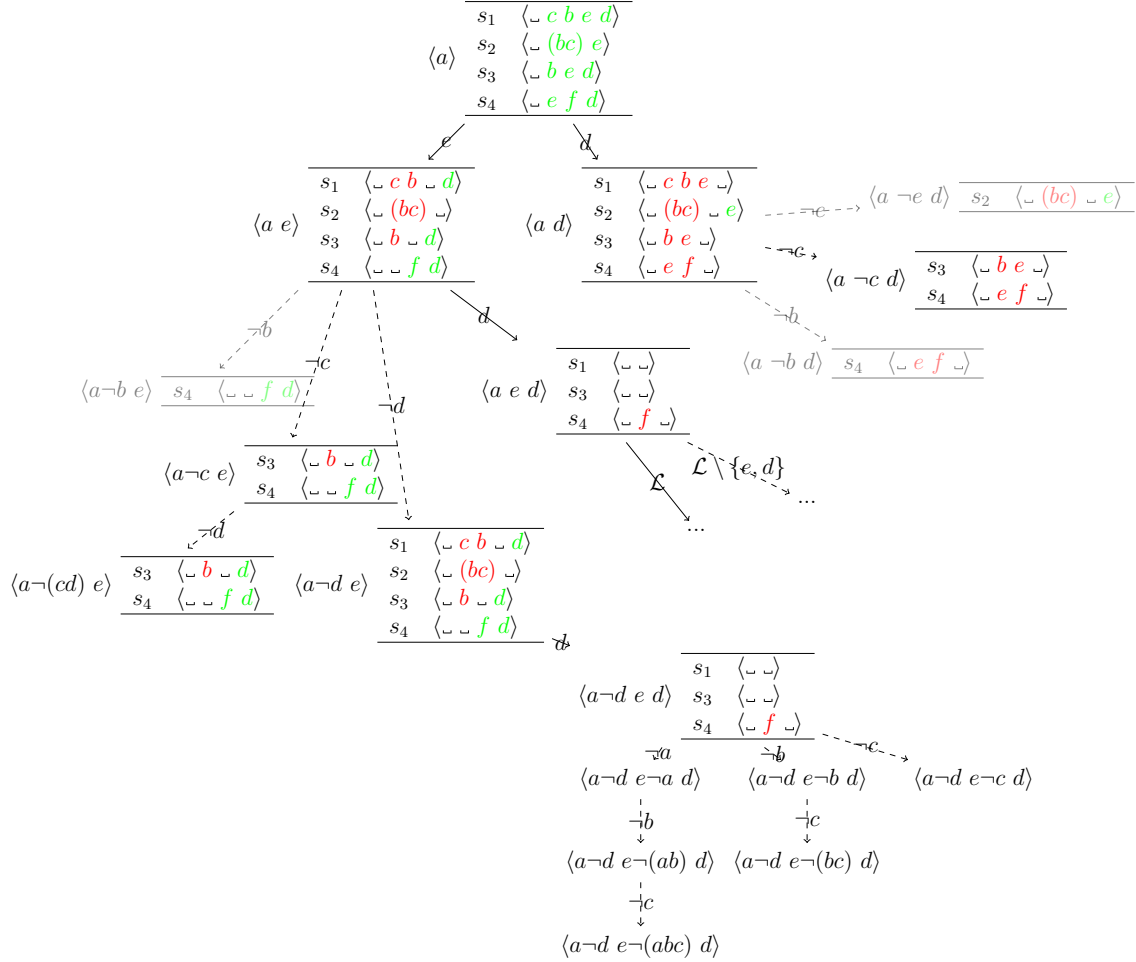 ⟨a⟩ s₁ ⟨␣ c b e d⟩
s₂ ⟨␣ (bc) e⟩
s₃ ⟨␣ b e d⟩
s₄ ⟨␣ e f d⟩
e
d
⟨a e⟩ s₁ ⟨␣ c b ␣ d⟩
s₂ ⟨␣ (bc) ␣⟩
s₃ ⟨␣ b ␣ d⟩
s₄ ⟨␣ ␣ f d⟩
⟨a d⟩ s₁ ⟨␣ c b e ␣⟩
s₂ ⟨␣ (bc) ␣ e⟩
s₃ ⟨␣ b e ␣⟩
s₄ ⟨␣ e f ␣⟩
¬c
⟨a ¬e d⟩ s₂ ⟨␣ (bc) ␣ e⟩
¬c
⟨a ¬c d⟩ s₃ ⟨␣ b e ␣⟩
s₄ ⟨␣ e f ␣⟩
¬b
¬c
¬d
d
¬b
⟨a¬b e⟩ s₄ ⟨␣ ␣ f d⟩
⟨a e d⟩ s₁ ⟨␣ ␣⟩
s₃ ⟨␣ ␣⟩
s₄ ⟨␣ f ␣⟩
⟨a ¬b d⟩ s₄ ⟨␣ e f ␣⟩
⟨a¬c e⟩ s₃ ⟨␣ b ␣ d⟩
s₄ ⟨␣ ␣ f d⟩
ℒ
ℒ \ {e, d}
...
...
¬d
⟨a¬(cd) e⟩ s₃ ⟨␣ b ␣ d⟩
s₄ ⟨␣ ␣ f d⟩
⟨a¬d e⟩ s₁ ⟨␣ c b ␣ d⟩
s₂ ⟨␣ (bc) ␣⟩
s₃ ⟨␣ b ␣ d⟩
s₄ ⟨␣ ␣ f d⟩
d
⟨a¬d e d⟩ s₁ ⟨␣ ␣⟩
s₃ ⟨␣ ␣⟩
s₄ ⟨␣ f ␣⟩
¬a
¬b
¬c
⟨a¬d e¬a d⟩
⟨a¬d e¬b d⟩
⟨a¬d e¬c d⟩
¬b
¬c
⟨a¬d e¬(ab) d⟩
⟨a¬d e¬(bc) d⟩
¬c
⟨a¬d e¬(abc) d⟩